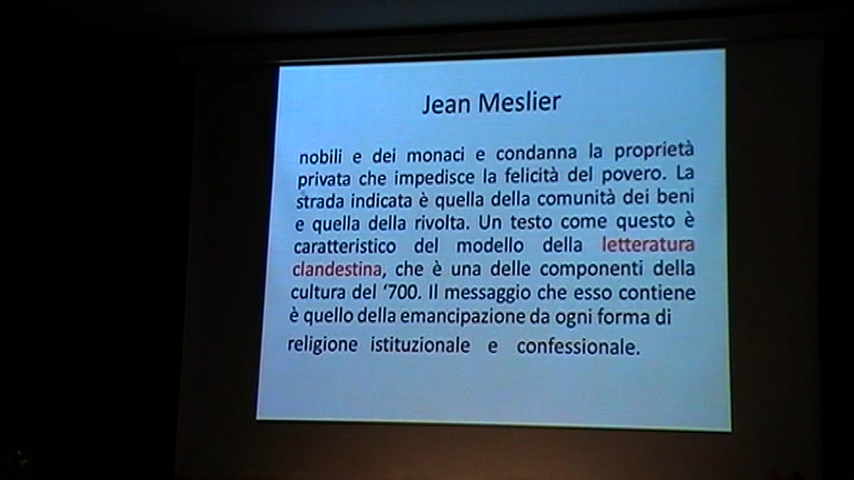 Jean Meslier
nobili e dei monaci e condanna la proprietà
privata che impedisce la felicità del povero. La
strada indicata è quella della comunità dei beni
e quella della rivolta. Un testo come questo è
caratteristico del modello della letteratura
clandestina, che è una delle componenti della
cultura del ‘700. Il messaggio che esso contiene
è quello della emancipazione da ogni forma di
religione istituzionale e confessionale.